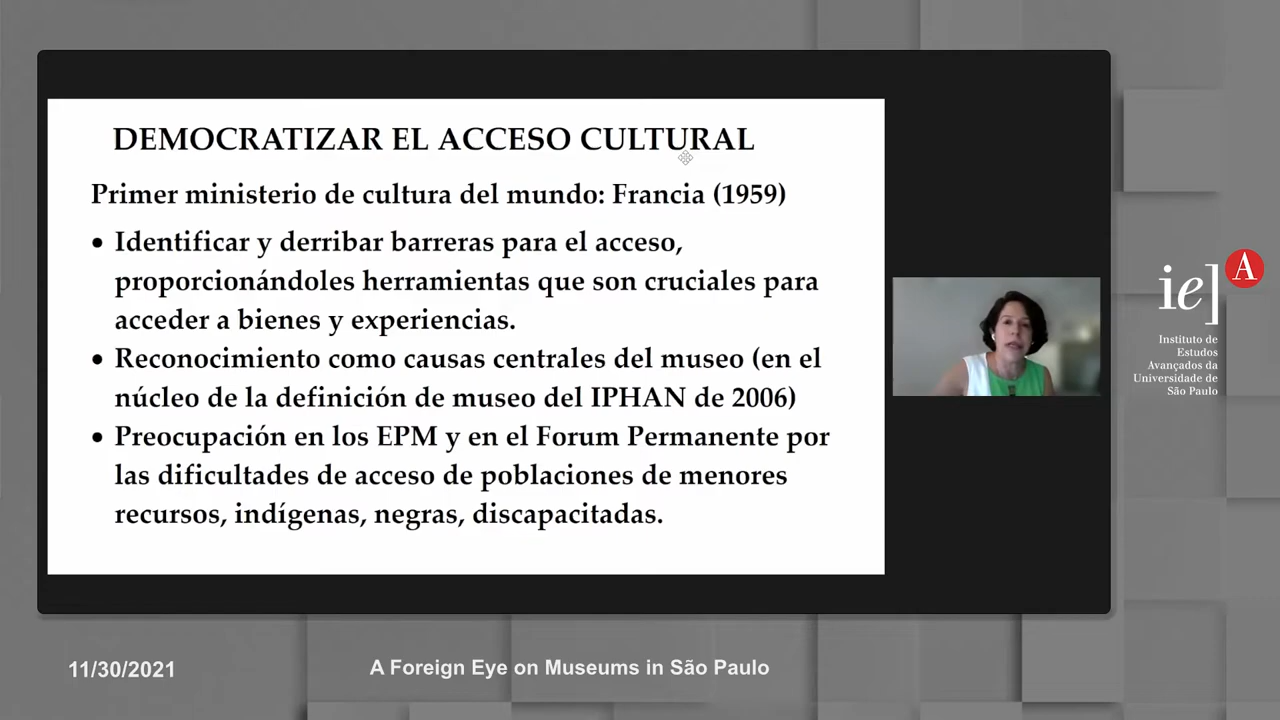 DEMOCRATIZAR EL ACCESO CULTURAL
Primer ministerio de cultura del mundo: Francia (1959)
• Identificar y derribar barreras para el acceso,
proporcionándoles herramientas que son cruciales para
acceder a bienes y experiencias.
• Reconocimiento como causas centrales del museo (en el
núcleo de la definición de museo del IPHAN de 2006)
• Preocupación en los EPM y en el Forum Permanente por
las dificultades de acceso de poblaciones de menores
recursos, indígenas, negras, discapacitadas.
ie] A
Instituto de
Estudos
Avançados da
Universidade de
São Paulo
11/30/2021
A Foreign Eye on Museums in São Paulo